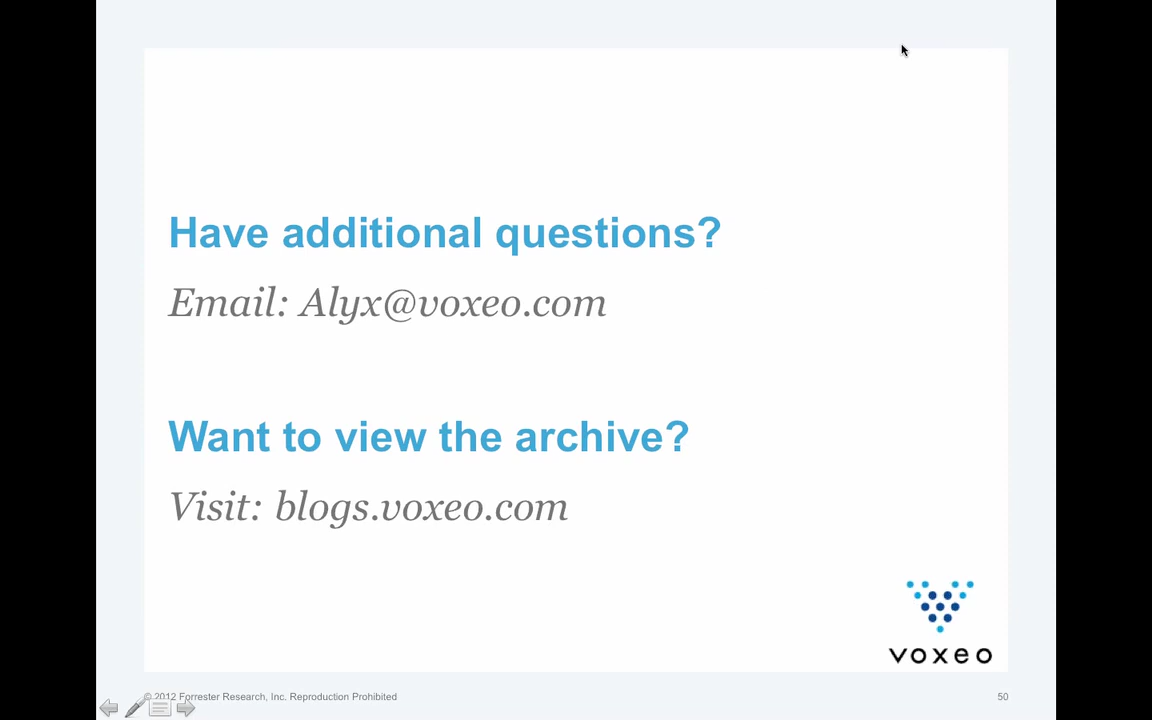 Have additional questions?
Email: Alyx@voxeo.com
Want to view the archive?
Visit: blogs.voxeo.com
voxeo
© 2012 Forrester Research, Inc. Reproduction Prohibited
50